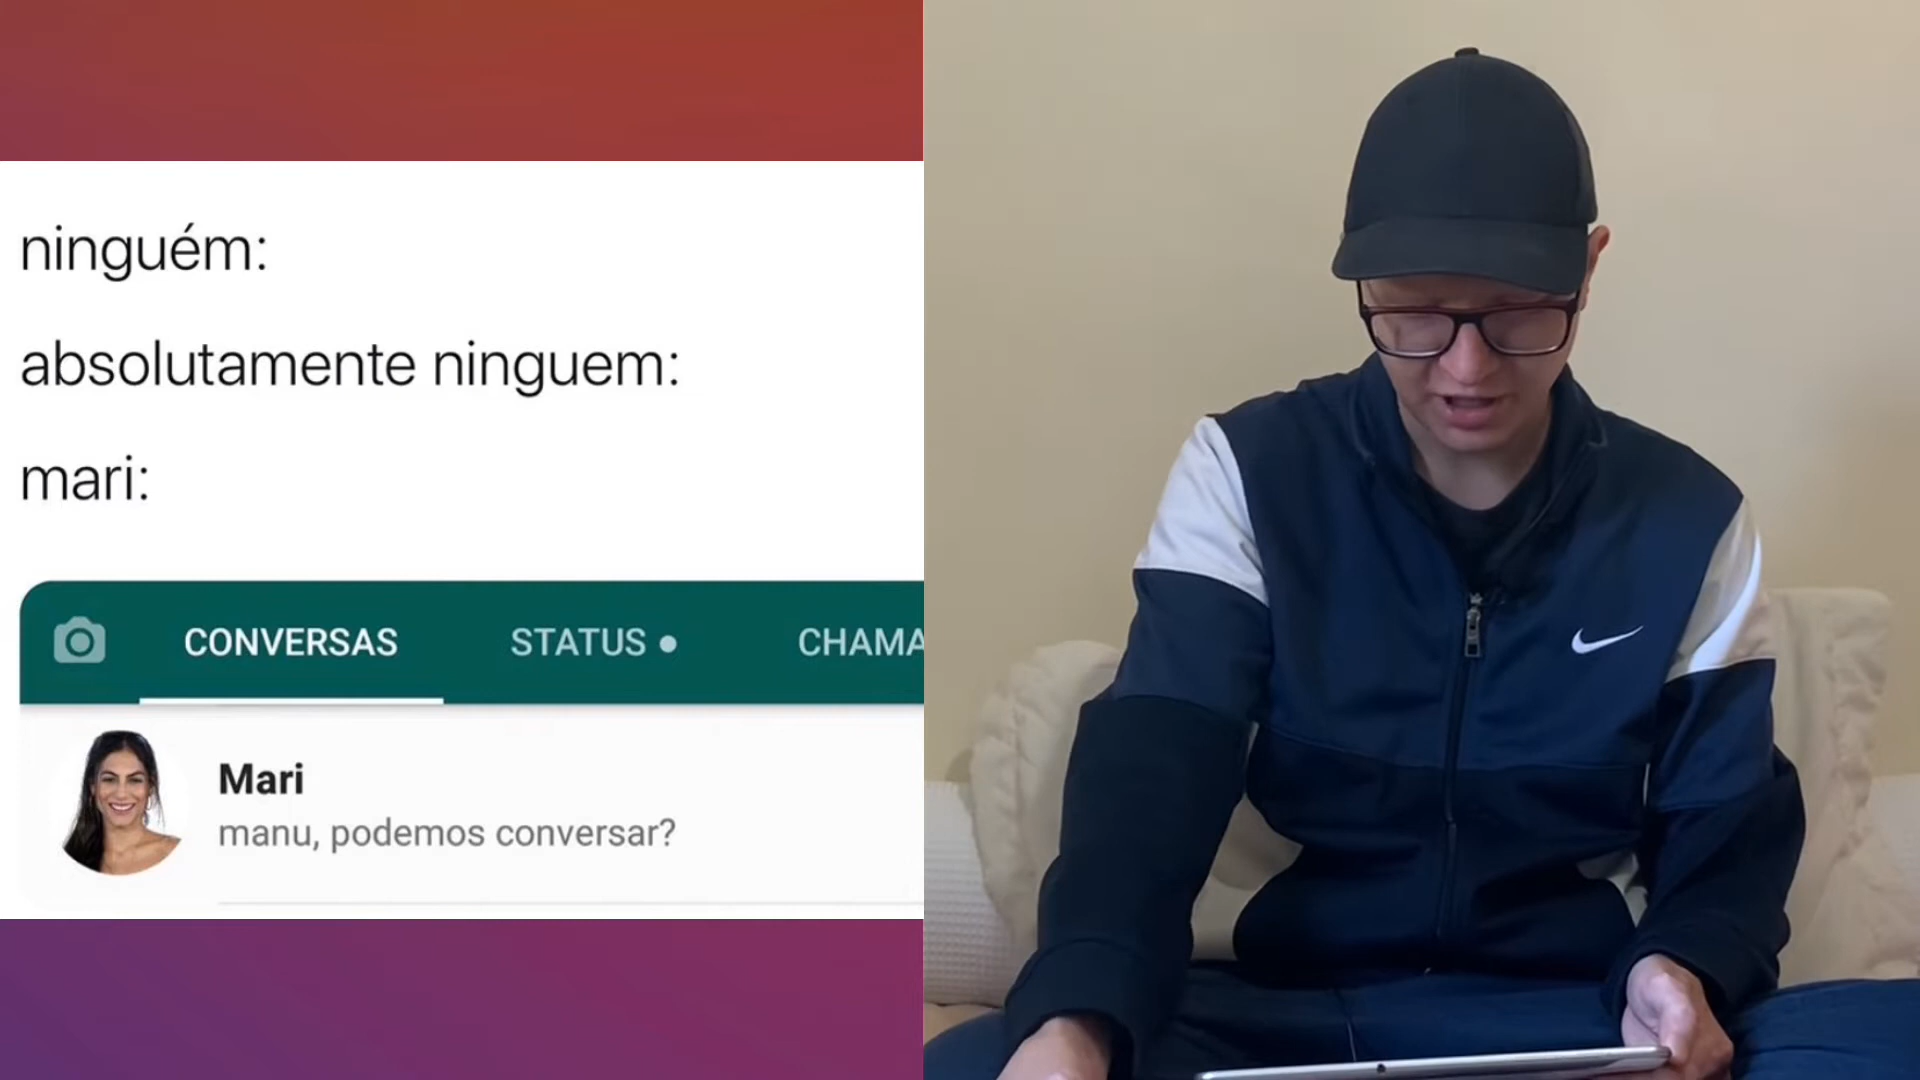 ninguém:
absolutamente ninguem:
mari:
CONVERSAS STATUS CHAMA
Mari
manu, podemos conversar?